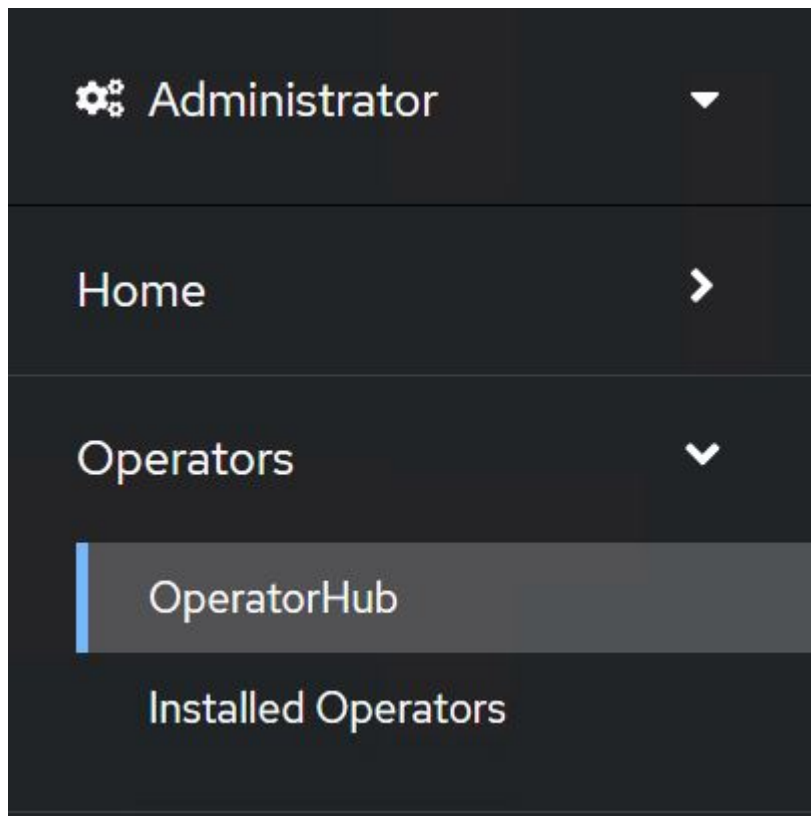 Administrator
Home
Operators
OperatorHub
Installed Operators